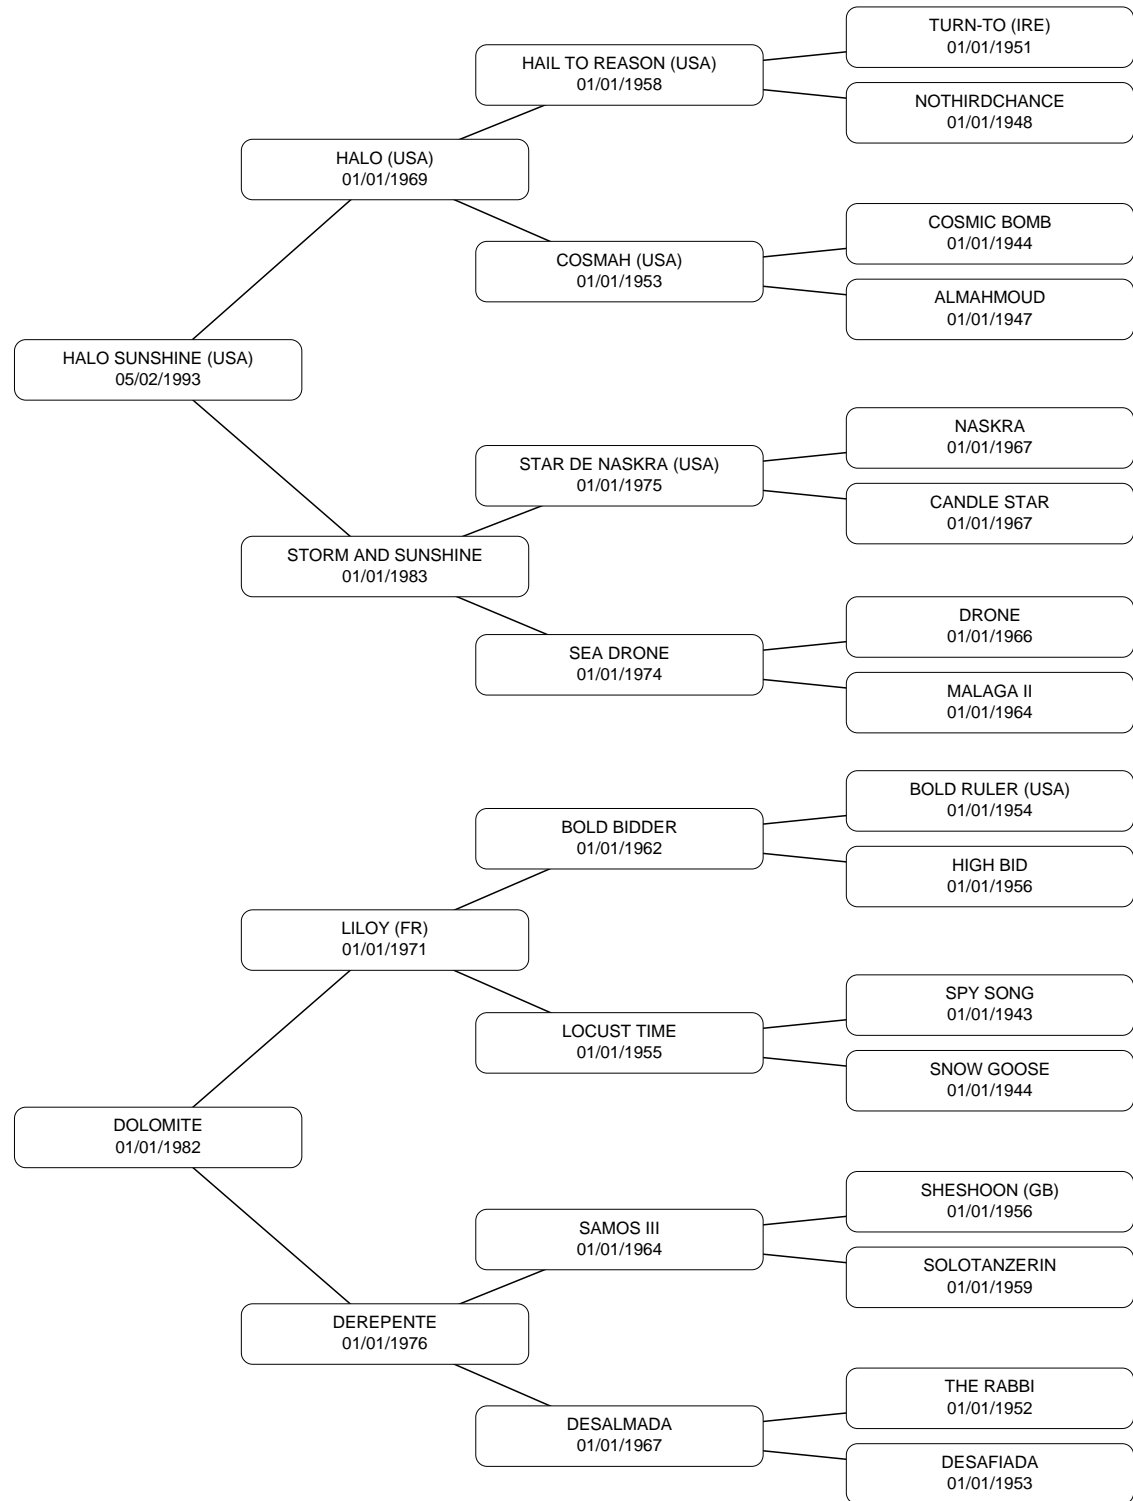 TURN-TO (IRE)
01/01/1951
HAIL TO REASON (USA)
01/01/1958
NOTHIRDCHANCE
01/01/1948
HALO (USA)
01/01/1969
COSMIC BOMB
01/01/1944
COSMAH (USA)
01/01/1953
ALMAHMOUD
01/01/1947
HALO SUNSHINE (USA)
05/02/1993
NASKRA
01/01/1967
STAR DE NASKRA (USA)
01/01/1975
CANDLE STAR
01/01/1967
STORM AND SUNSHINE
01/01/1983
DRONE
01/01/1966
SEA DRONE
01/01/1974
MALAGA II
01/01/1964
BOLD RULER (USA)
01/01/1954
BOLD BIDDER
01/01/1962
HIGH BID
01/01/1956
LILOY (FR)
01/01/1971
SPY SONG
01/01/1943
LOCUST TIME
01/01/1955
SNOW GOOSE
01/01/1944
DOLOMITE
01/01/1982
SHESHOON (GB)
01/01/1956
SAMOS III
01/01/1964
SOLOTANZERIN
01/01/1959
DEREPENTE
01/01/1976
THE RABBI
01/01/1952
DESALMADA
01/01/1967
DESAFIADA
01/01/1953